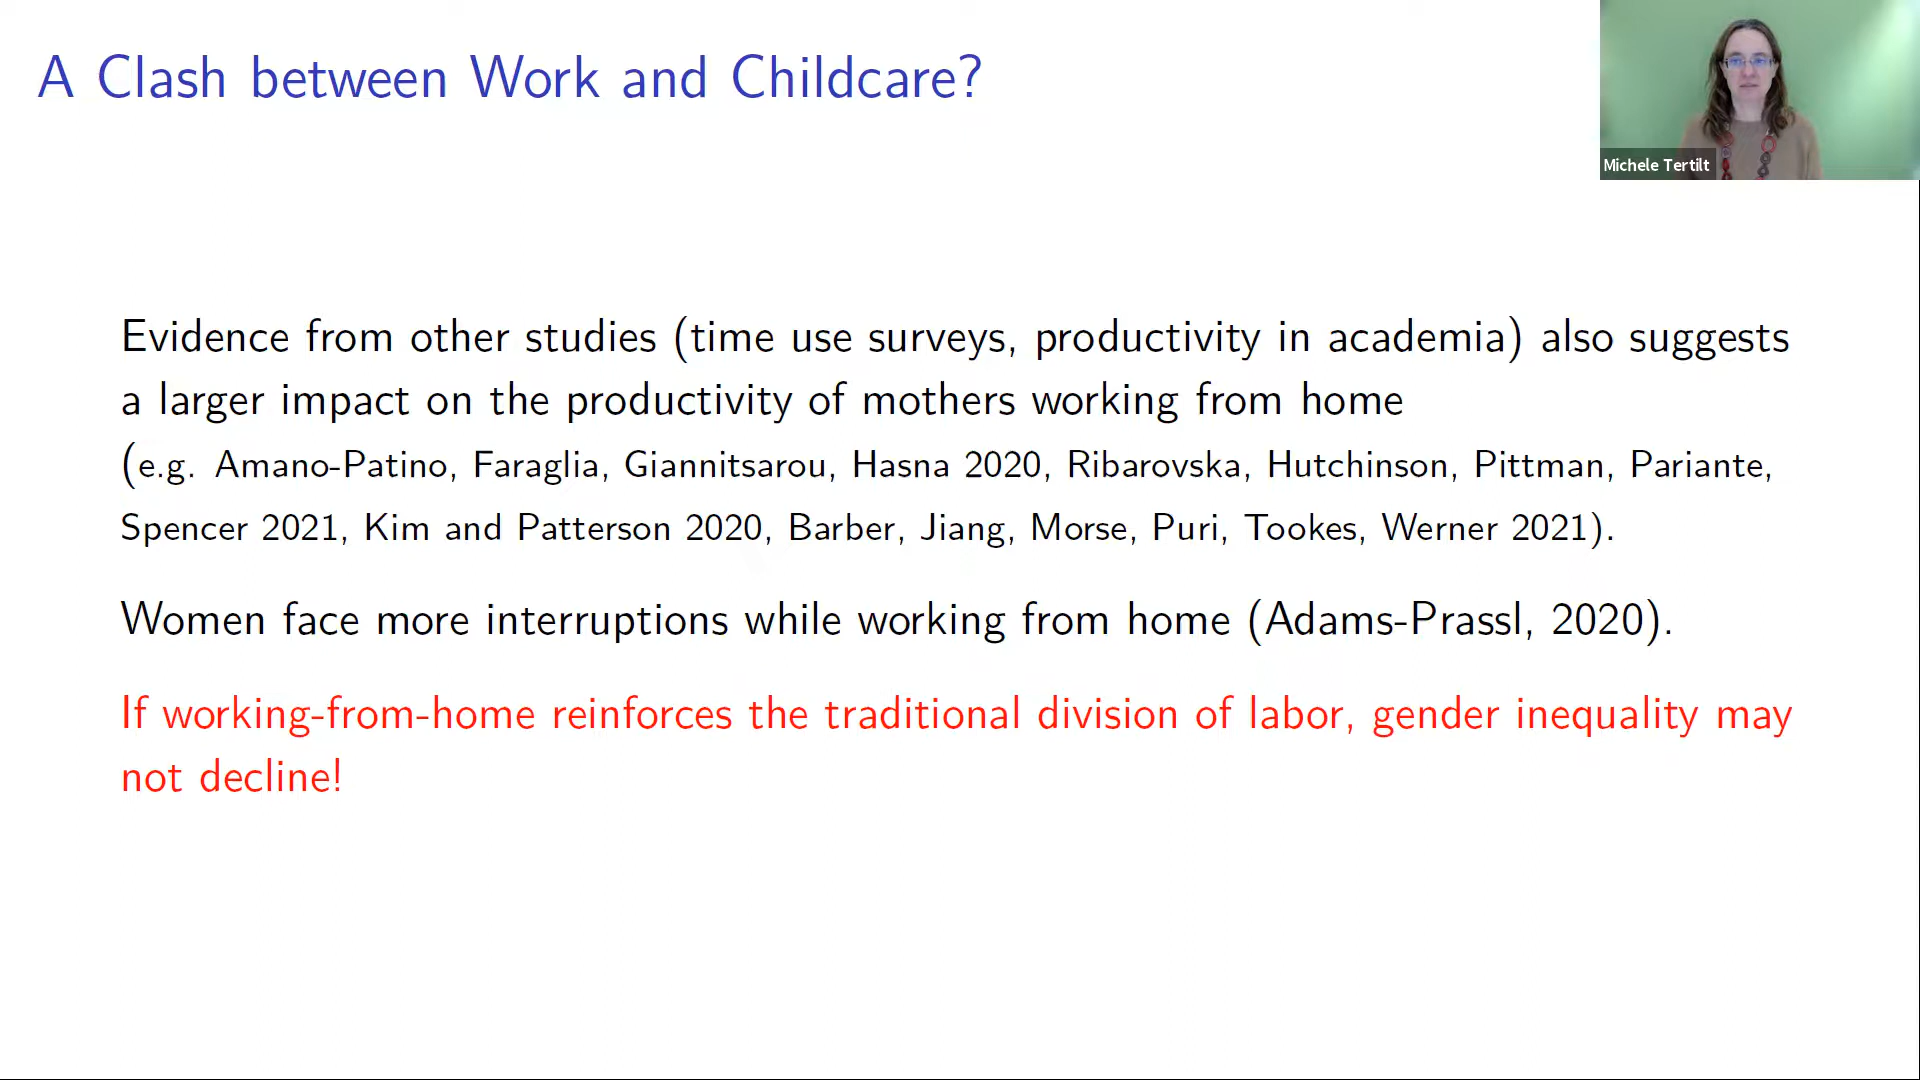 A Clash between Work and Childcare?
Michele Tertilt
Evidence from other studies (time use surveys, productivity in academia) also suggests
a larger impact on the productivity of mothers working from home
(e.g. Amano-Patino, Faraglia, Giannitsarou, Hasna 2020, Ribarovska, Hutchinson, Pittman, Pariante,
Spencer 2021, Kim and Patterson 2020, Barber, Jiang, Morse, Puri, Tookes, Werner 2021).
Women face more interruptions while working from home (Adams-Prassl, 2020).
If working-from-home reinforces the traditional division of labor, gender inequality may
not decline!